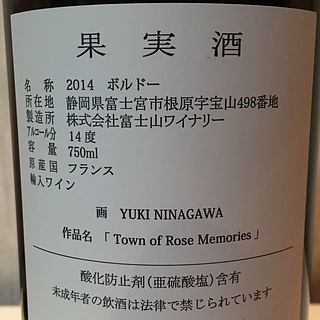 果実酒
名　称　2014　ボルドー
所在地　静岡県富士宮市根原字宝山498番地
製造所　株式会社富士山ワイナリー
アルコール分　14度
容　量　750ml
原産国　フランス
輸入ワイン
画　YUKI NINAGAWA
作品名「 Town of Rose Memories 」
酸化防止剤(亜硫酸塩)含有
未成年者の飲酒は法律で禁じられています